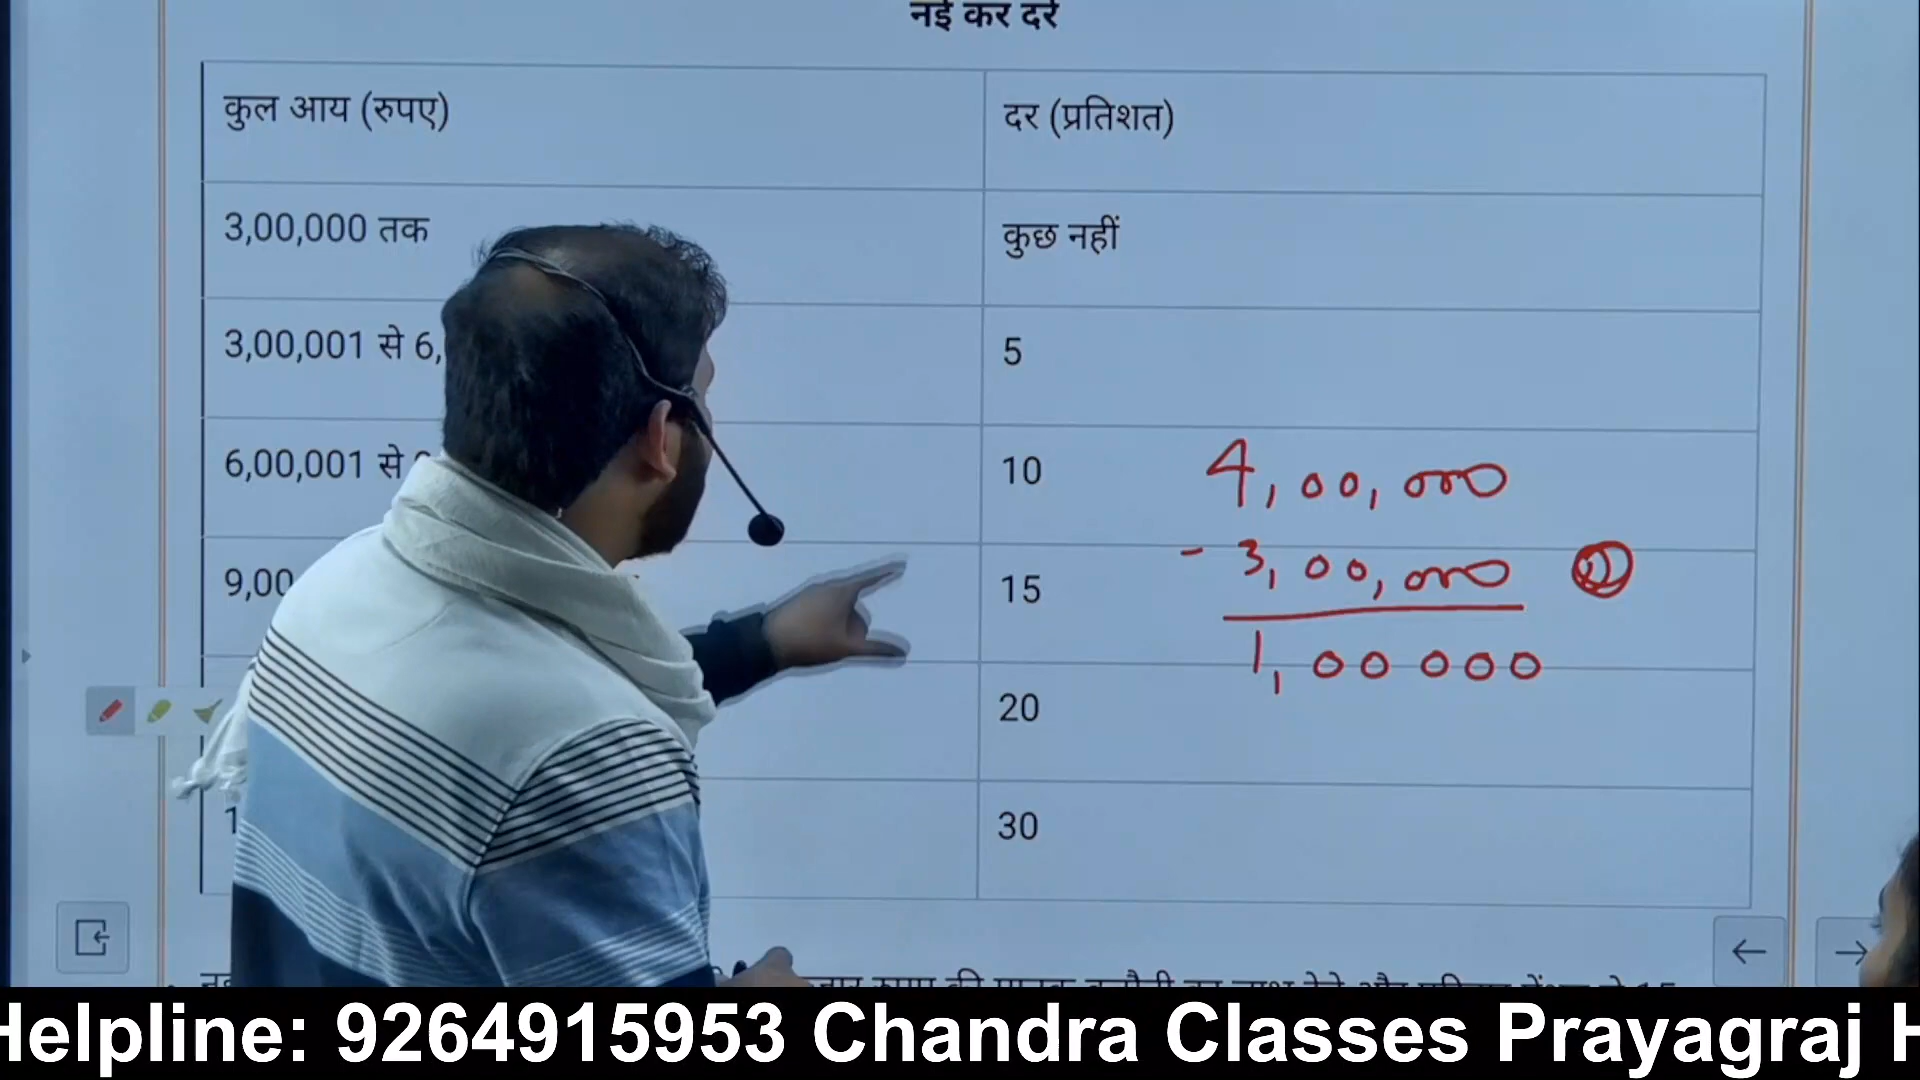 नई कर दरें
कुल आय (रुपए) दर (प्रतिशत)
3,00,000 तक कुछ नहीं
3,00,001 से 6, 5
6,00,001 से 10
9,00 15
20
1 30
4,00,000
- 3,00,000
1,00000
Helpline: 9264915953 Chandra Classes Prayagraj H